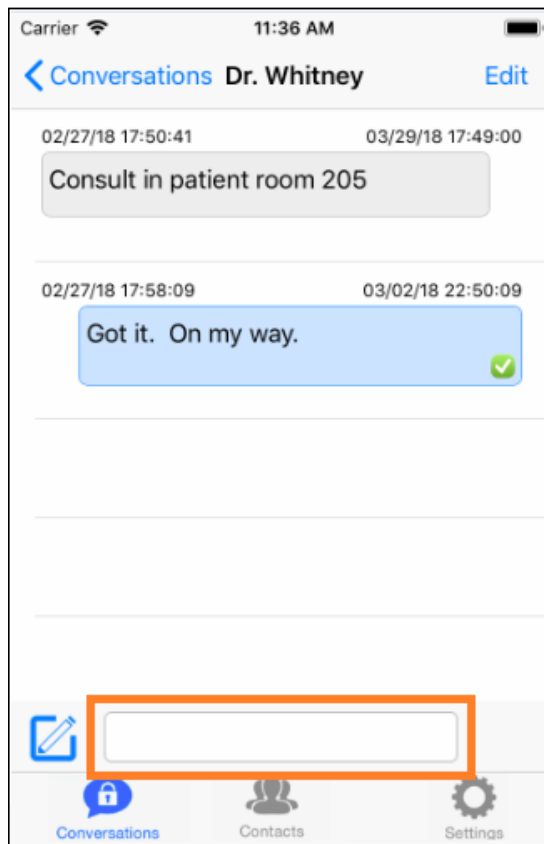 Carrier 11:36 AM
Conversations Dr. Whitney Edit
02/27/18 17:50:41 03/29/18 17:49:00
Consult in patient room 205
02/27/18 17:58:09 03/02/18 22:50:09
Got it.  On my way.
Conversations Contacts Settings